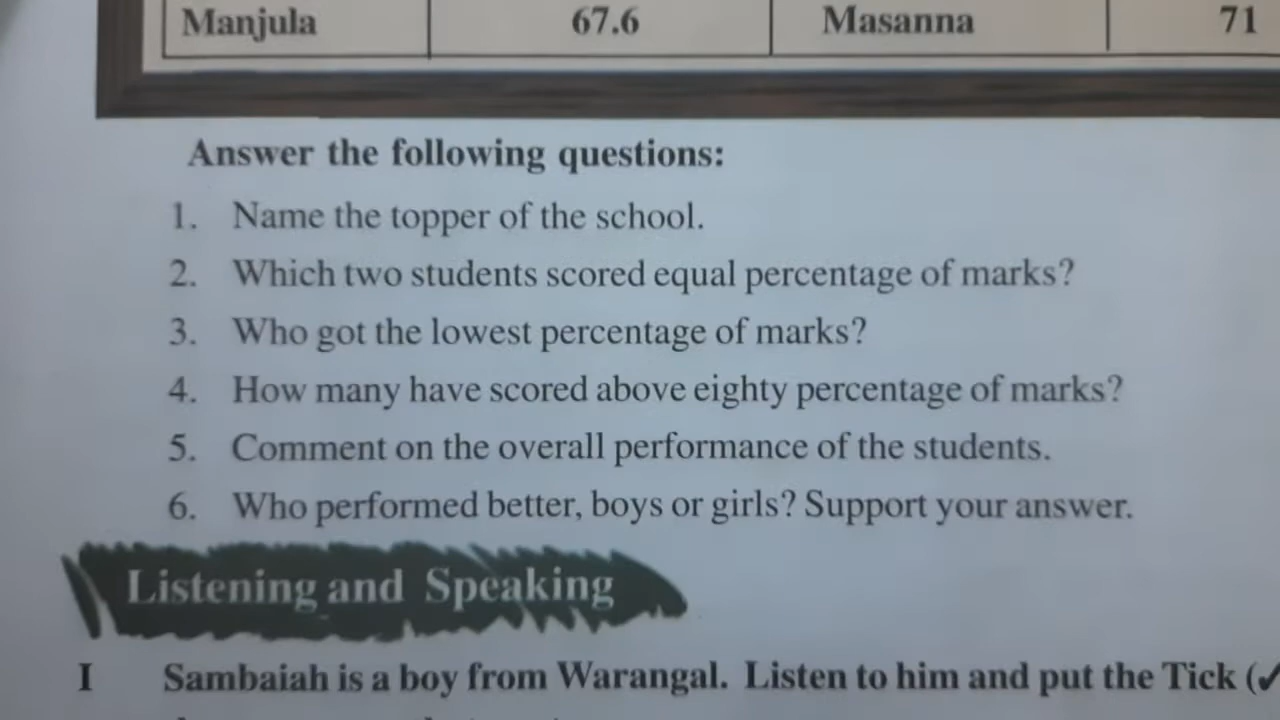 Manjula 67.6 Masanna 71
Answer the following questions:
1. Name the topper of the school.
2. Which two students scored equal percentage of marks?
3. Who got the lowest percentage of marks?
4. How many have scored above eighty percentage of marks?
5. Comment on the overall performance of the students.
6. Who performed better, boys or girls? Support your answer.
Listening and Speaking
I Sambaiah is a boy from Warangal. Listen to him and put the Tick (✓